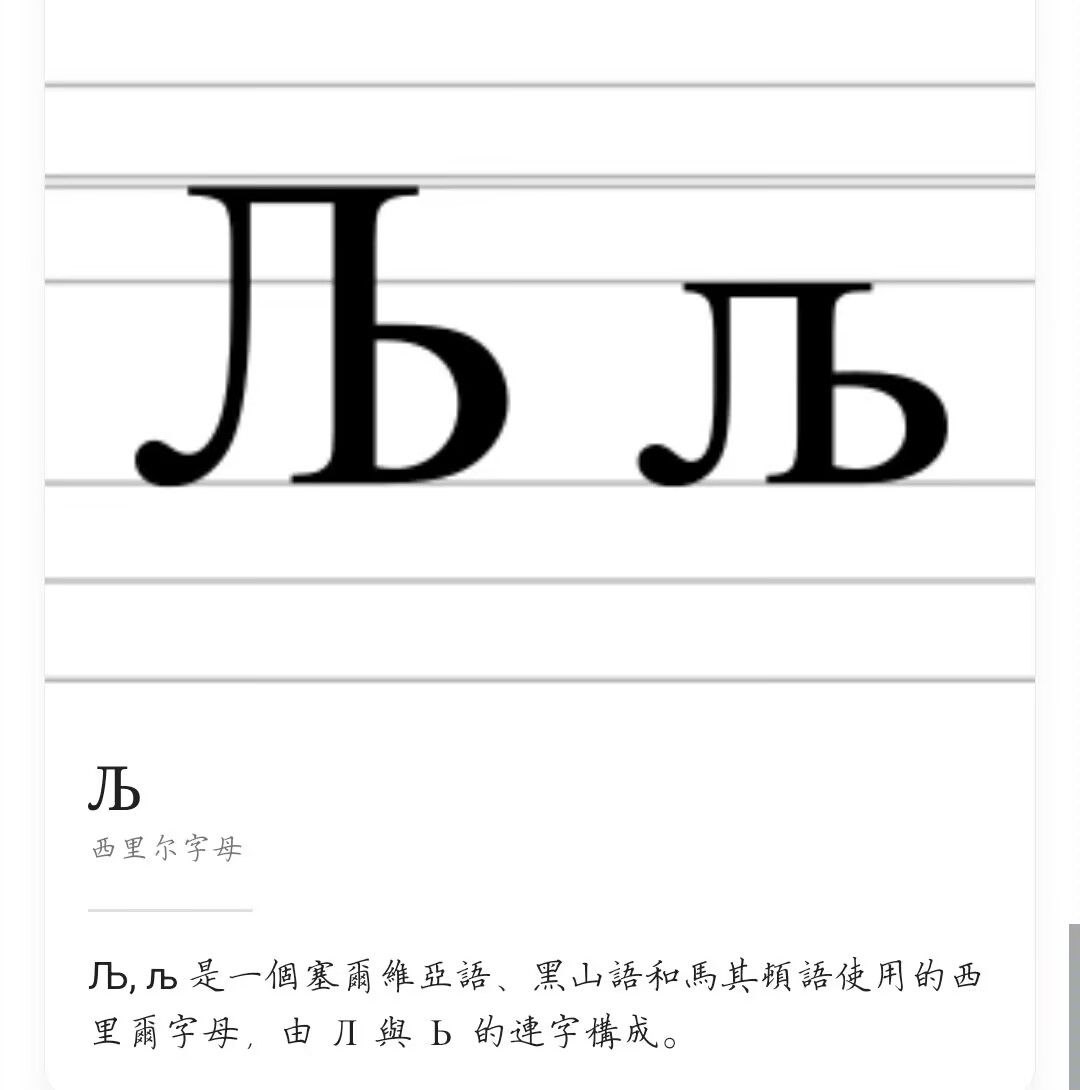 Љ љ
Љ
西里尔字母
Љ, љ 是一個塞爾維亞語、黑山語和馬其頓語使用的西
里爾字母，由 Л 與 Ь 的連字構成。